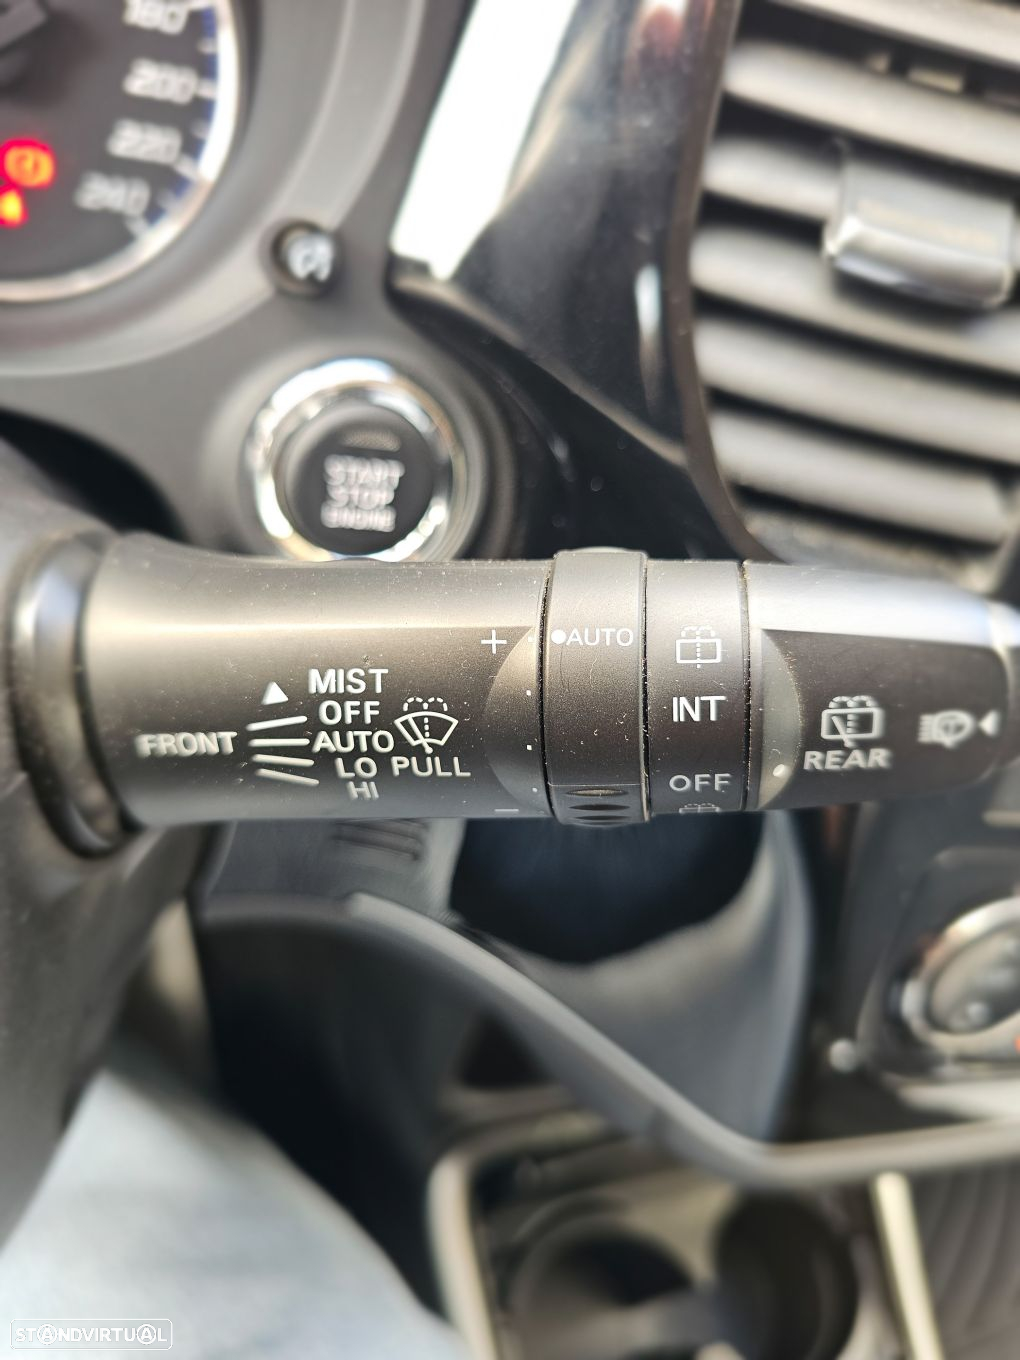 180
200
220
240
START
STOP
ENGINE
+
AUTO
MIST
OFF
AUTO
LO
HI
FRONT
PULL
-
INT
OFF
REAR
STANDVIRTUAL